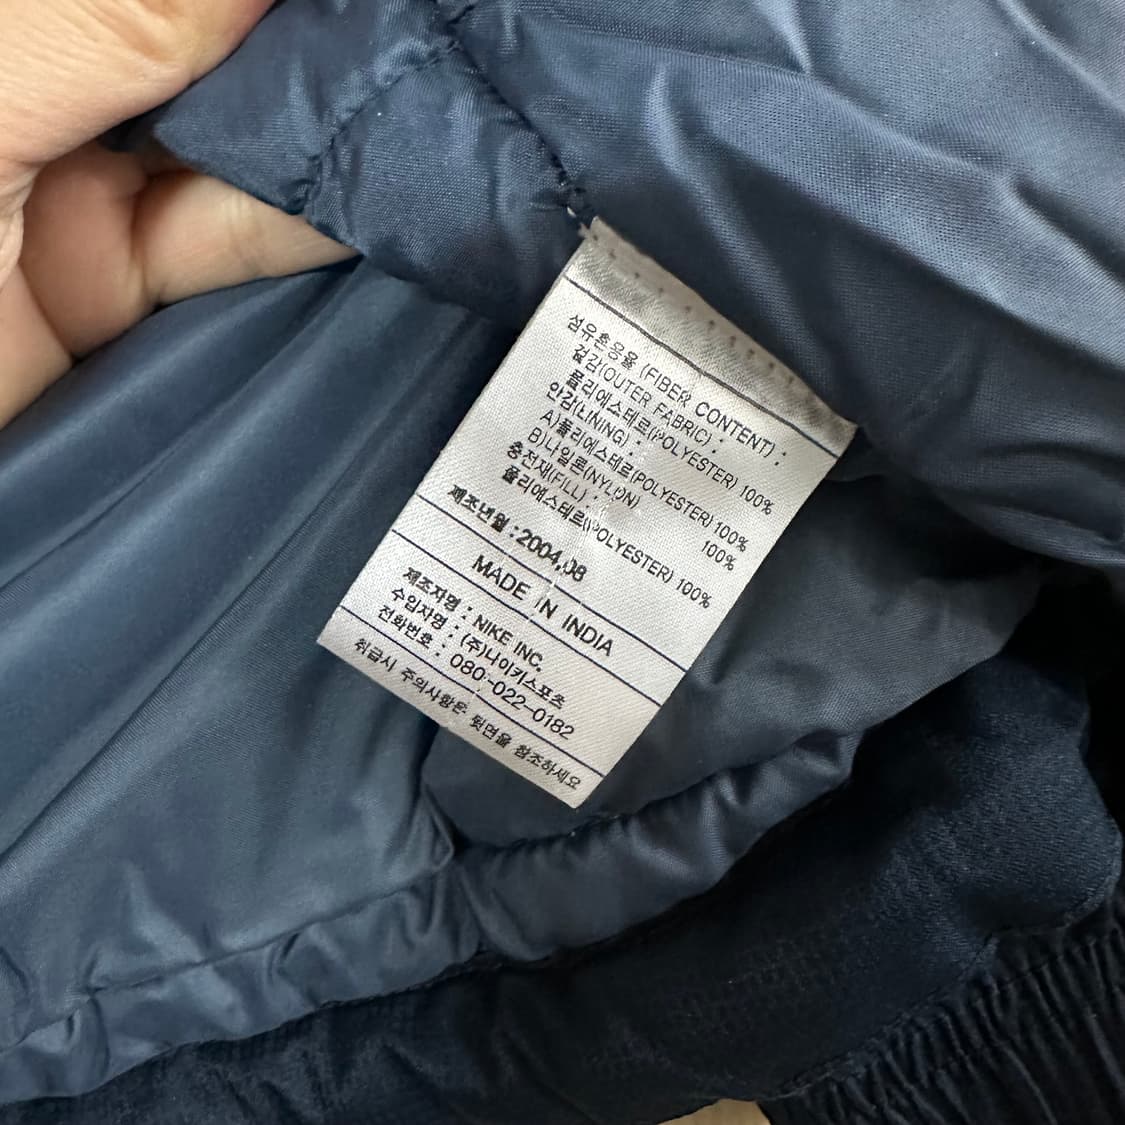 섬유혼용율 (FIBER CONTENT) :
겉감(OUTER FABRIC) :
폴리에스테르(POLYESTER) 100%
안감(LINING) :
A)폴리에스테르(POLYESTER) 100%
B)나일론(NYLON) 100%
충전재(FILL) :
폴리에스테르(POLYESTER) 100%
제조년월 : 2004.08
MADE IN INDIA
제조자명 : NIKE INC.
수입자명 : (주)나이키스포츠
전화번호 : 080-022-0182
취급시 주의사항은 뒷면을 참조하세요